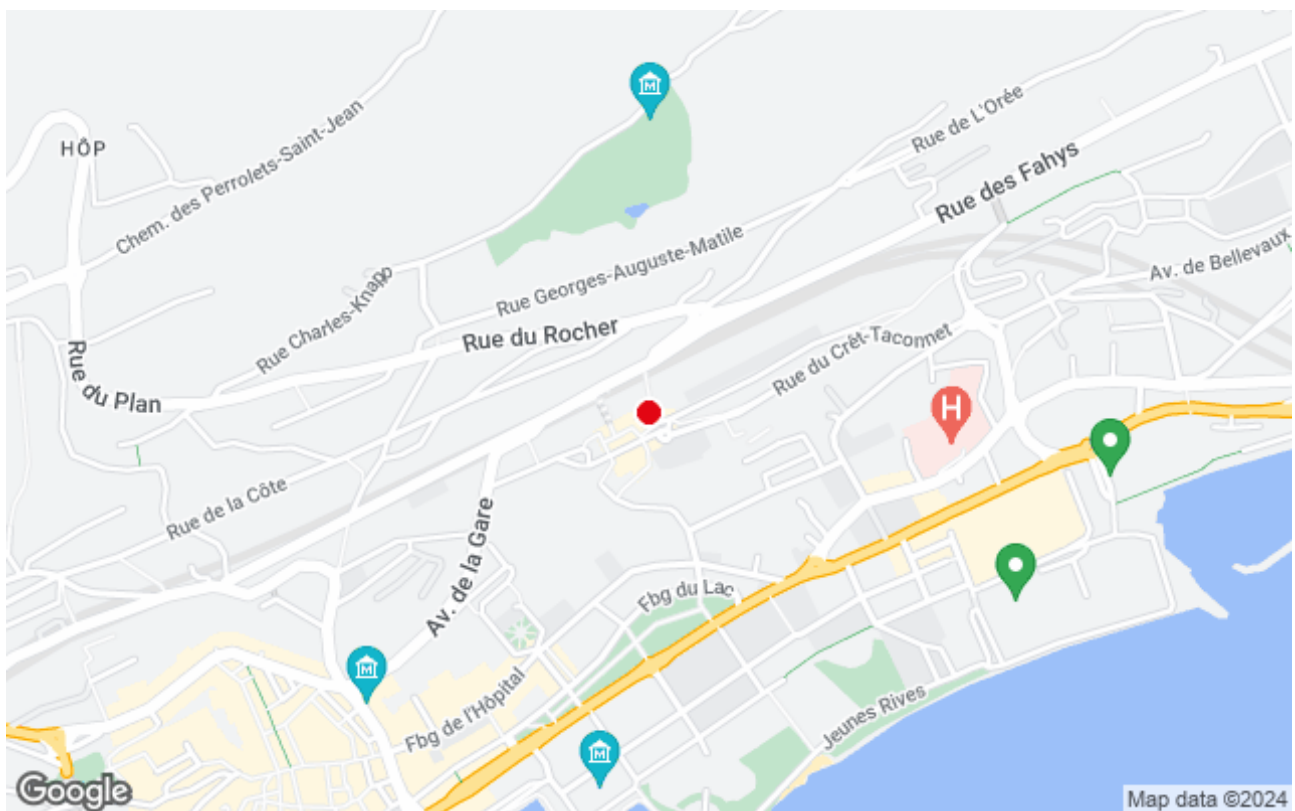 HÔP
Chem. des Perrolets-Saint-Jean
Rue de L'Orée
Rue des Fahys
Av. de Bellevaux
Rue Georges-Auguste-Matile
Rue Charles-Knapp
Rue du Rocher
Rue du Plan
Rue du Crêt-Taconnet
H
Rue de la Côte
Av. de la Gare
Fbg du Lac
Fbg de l'Hôpital
Jeunes Rives
M
M
M
Google
Map data ©2024